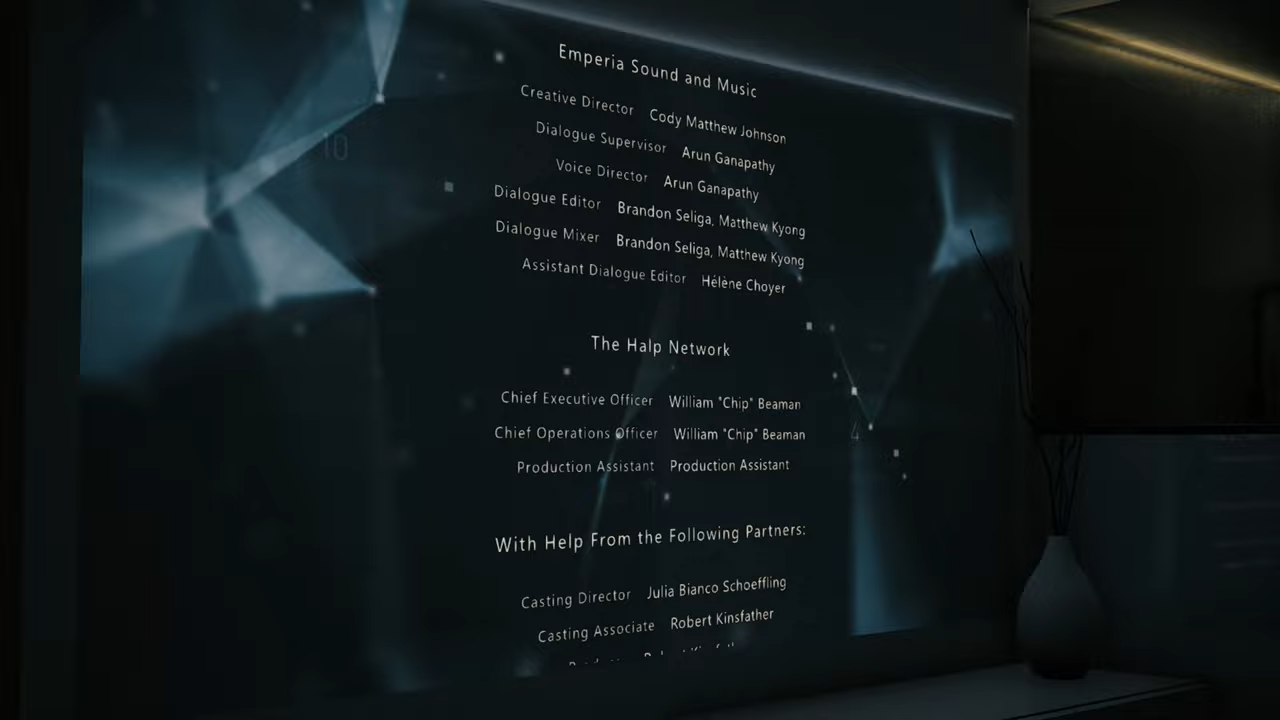 Emperia Sound and Music
Creative Director Cody Matthew Johnson
Dialogue Supervisor Arun Ganapathy
Voice Director Arun Ganapathy
Dialogue Editor Brandon Seliga, Matthew Kyong
Dialogue Mixer Brandon Seliga, Matthew Kyong
Assistant Dialogue Editor Hélène Choyer
The Halp Network
Chief Executive Officer William "Chip" Beaman
Chief Operations Officer William "Chip" Beaman
Production Assistant Production Assistant
With Help From the Following Partners:
Casting Director Julia Bianco Schoeffling
Casting Associate Robert Kinsfather
10
4